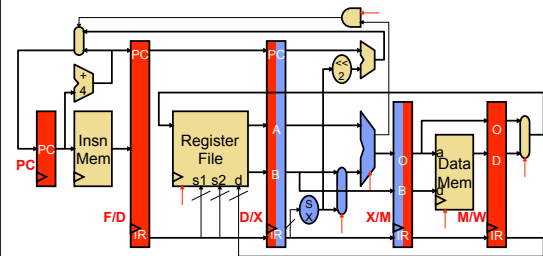 PC
PC
<<
2
+
4
PC
PC
Insn
Mem
Register
File
s1 s2 d
A
B
S
X
O
B
a
d
Data
Mem
O
D
F/D
D/X
X/M
M/W
IR
IR
IR
IR